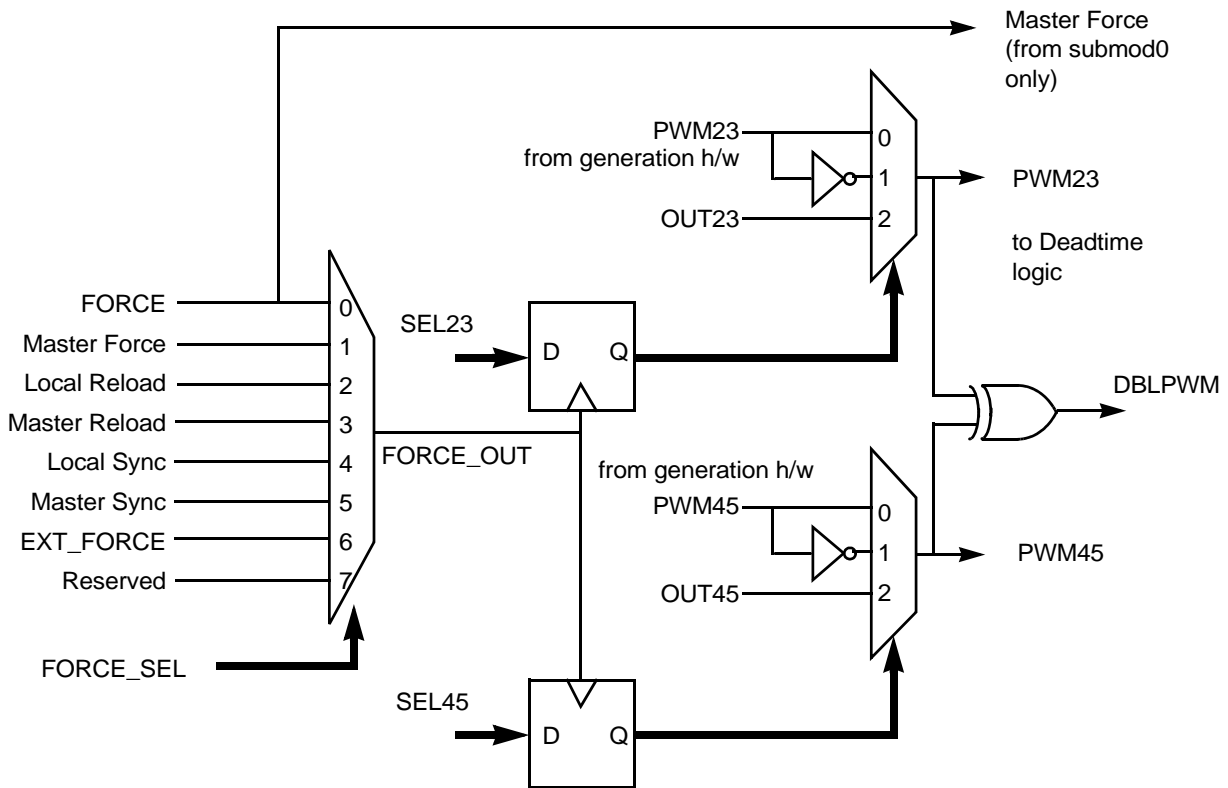 Master Force
(from submod0
only)
PWM23
from generation h/w
0
1
2
OUT23
PWM23
to Deadtime
logic
FORCE
Master Force
Local Reload
Master Reload
Local Sync
Master Sync
EXT_FORCE
Reserved
0
1
2
3
4
5
6
7
FORCE_SEL
FORCE_OUT
SEL23
D Q
DBLPWM
from generation h/w
PWM45
0
1
2
OUT45
PWM45
SEL45
D Q